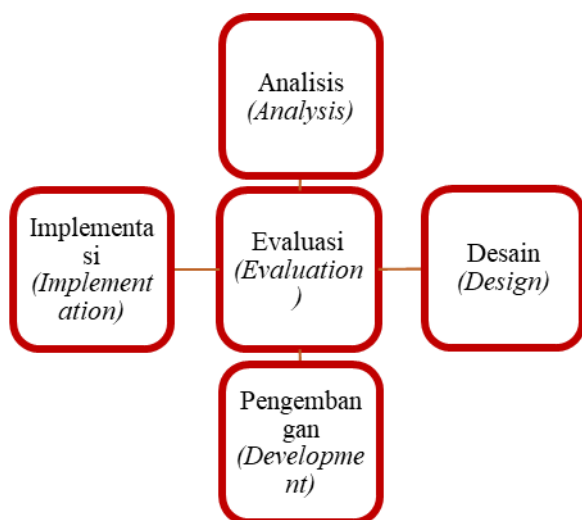 Analisis
(Analysis)
Implementa
si
(Implement
ation)
Evaluasi
(Evaluation
)
Desain
(Design)
Pengemban
gan
(Developme
nt)